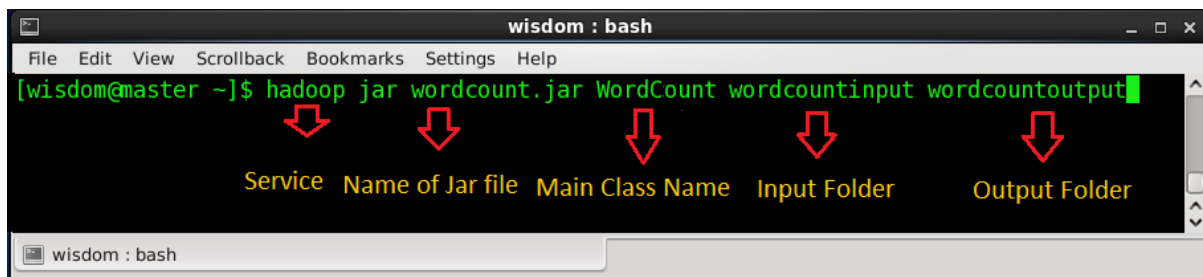 wisdom : bash
File Edit View Scrollback Bookmarks Settings Help
[wisdom@master ~]$ hadoop jar wordcount.jar WordCount wordcountinput wordcountoutput
Service Name of Jar file Main Class Name Input Folder Output Folder
wisdom : bash